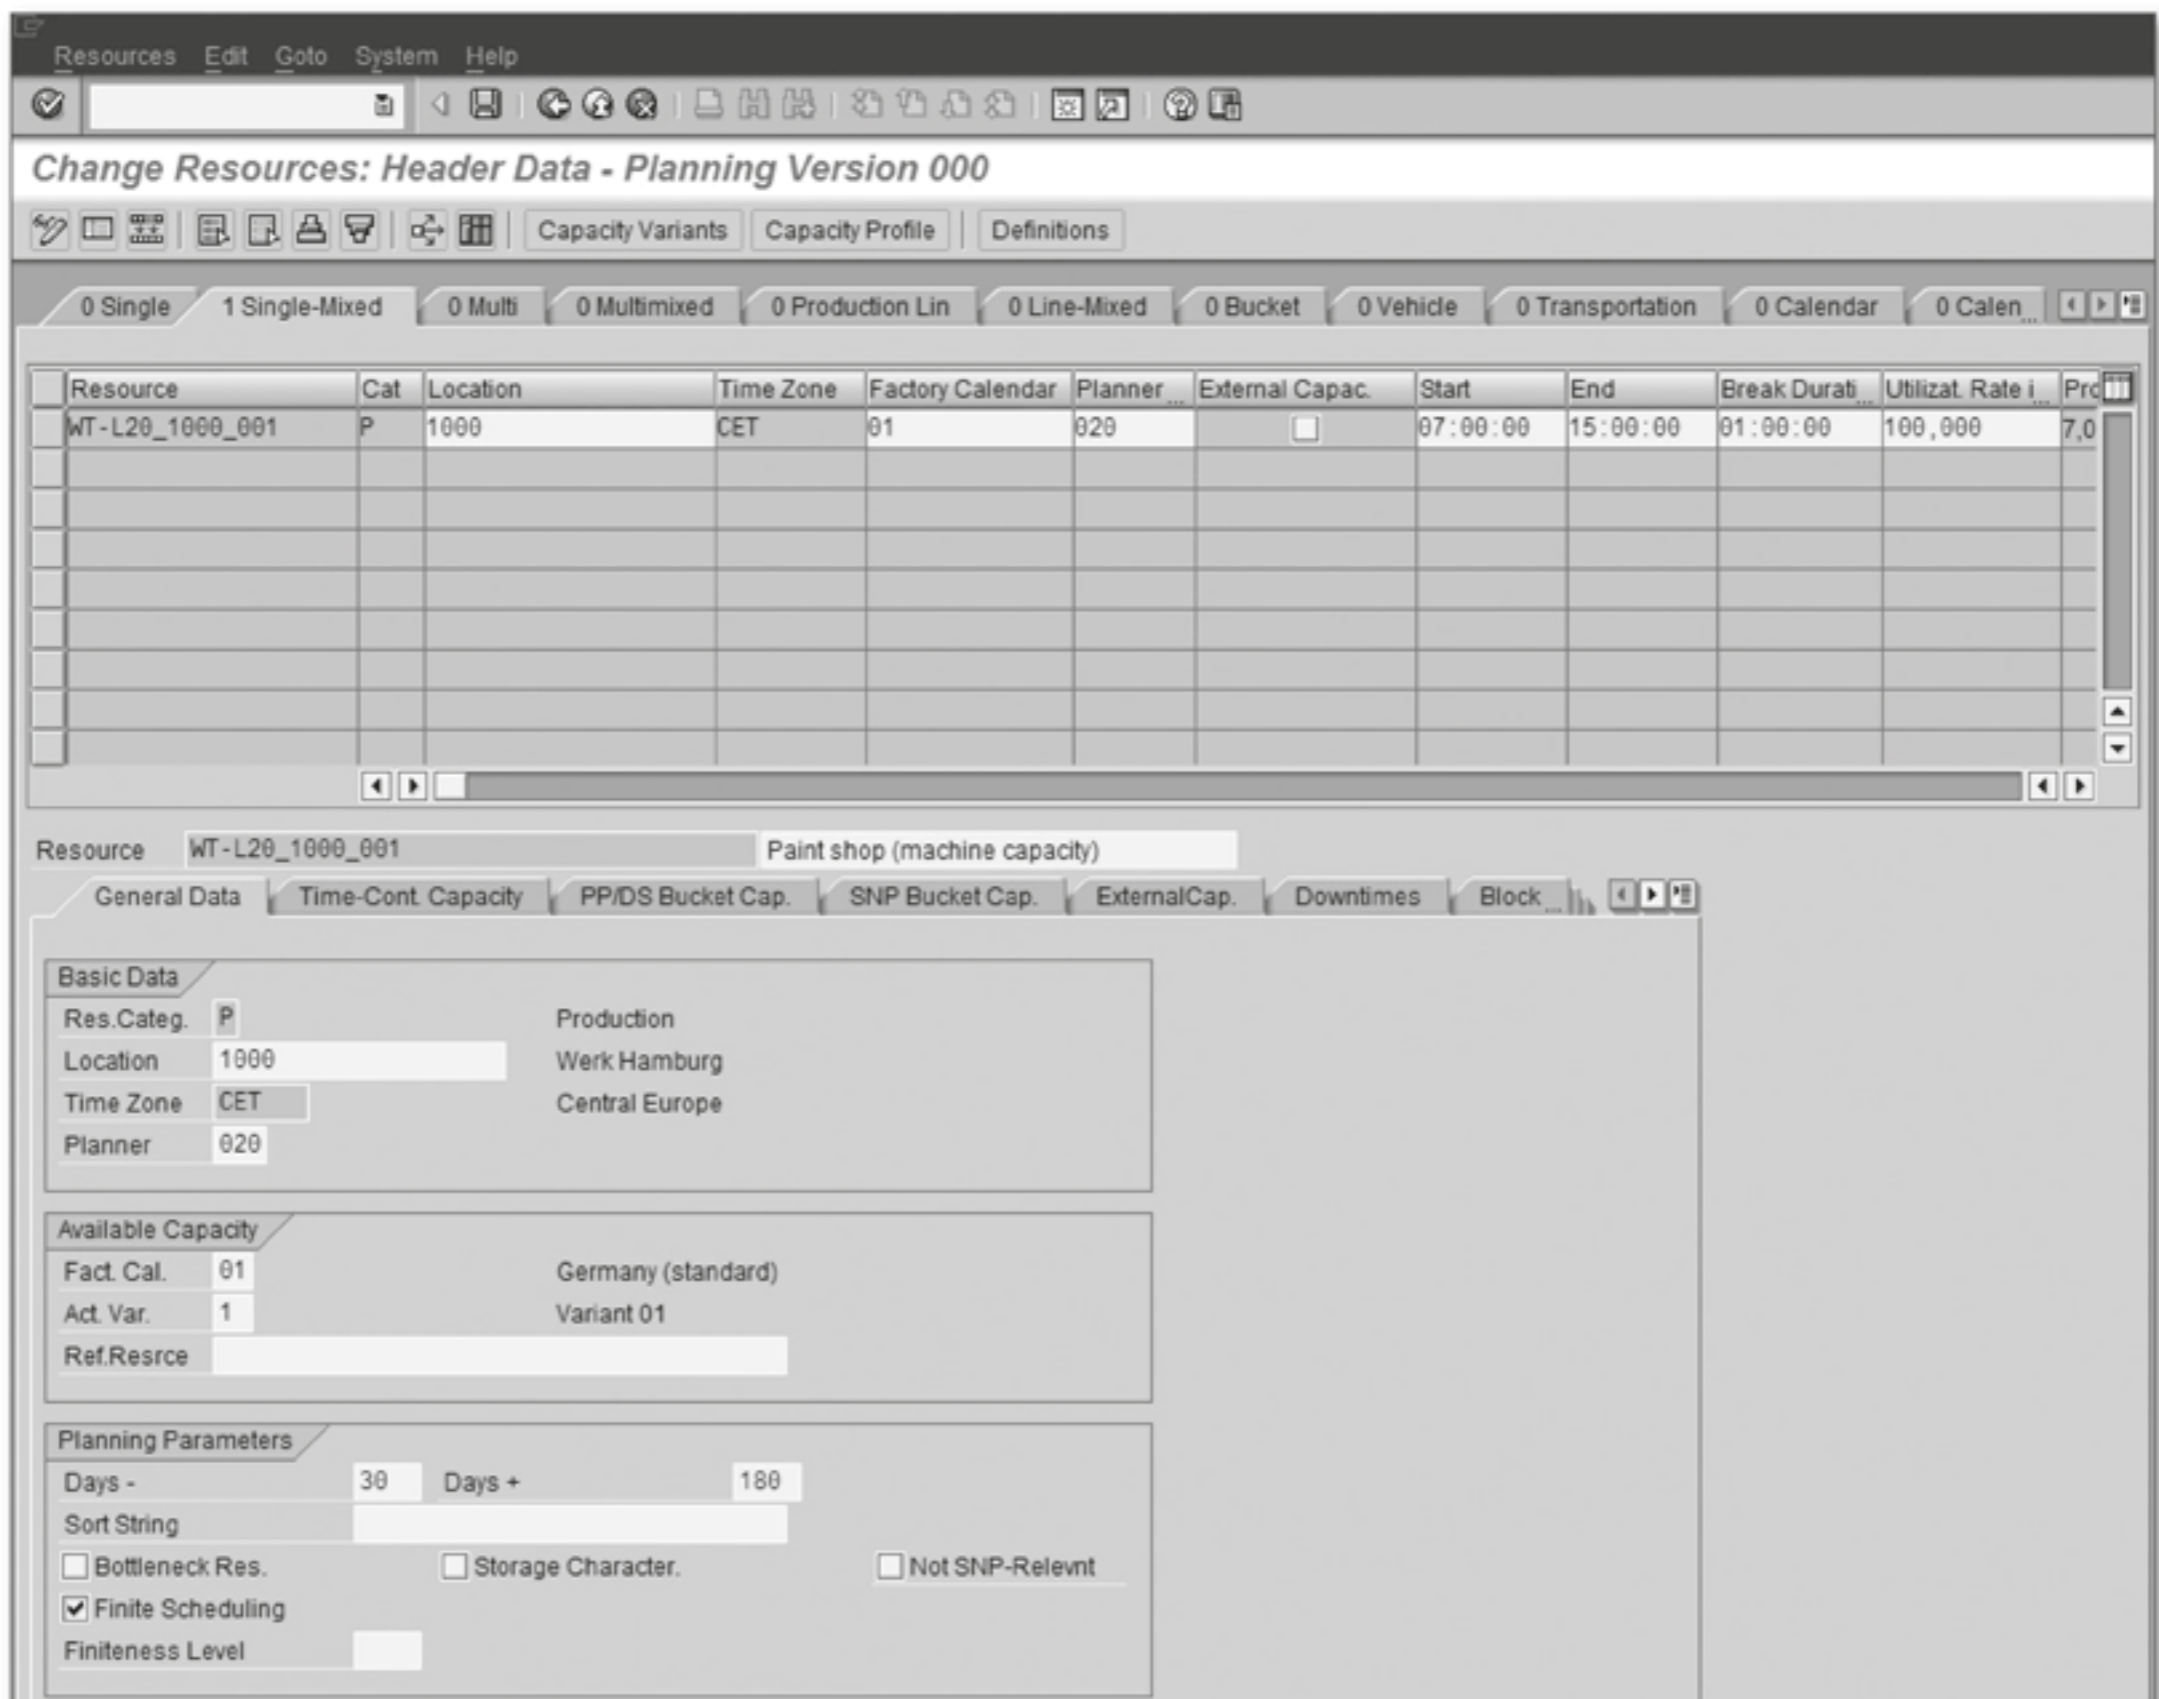 Resources Edit Goto System Help
Change Resources: Header Data - Planning Version 000
Capacity Variants Capacity Profile Definitions
0 Single 1 Single-Mixed 0 Multi 0 Multimixed 0 Production Lin 0 Line-Mixed 0 Bucket 0 Vehicle 0 Transportation 0 Calendar 0 Calen...
Resource Cat Location Time Zone Factory Calendar Planner... External Capac. Start End Break Durati... Utilizat. Rate i... Pro
WT-L20_1000_001 P 1000 CET 01 020 07:00:00 15:00:00 01:00:00 100,000 7,0
Resource WT-L20_1000_001 Paint shop (machine capacity)
General Data Time-Cont. Capacity PP/DS Bucket Cap. SNP Bucket Cap. ExternalCap. Downtimes Block...
Basic Data
Res.Categ. P Production
Location 1000 Werk Hamburg
Time Zone CET Central Europe
Planner 020
Available Capacity
Fact. Cal. 01 Germany (standard)
Act. Var. 1 Variant 01
Ref.Resrce
Planning Parameters
Days - 30 Days + 180
Sort String
Bottleneck Res. Storage Character. Not SNP-Relevnt
Finite Scheduling
Finiteness Level